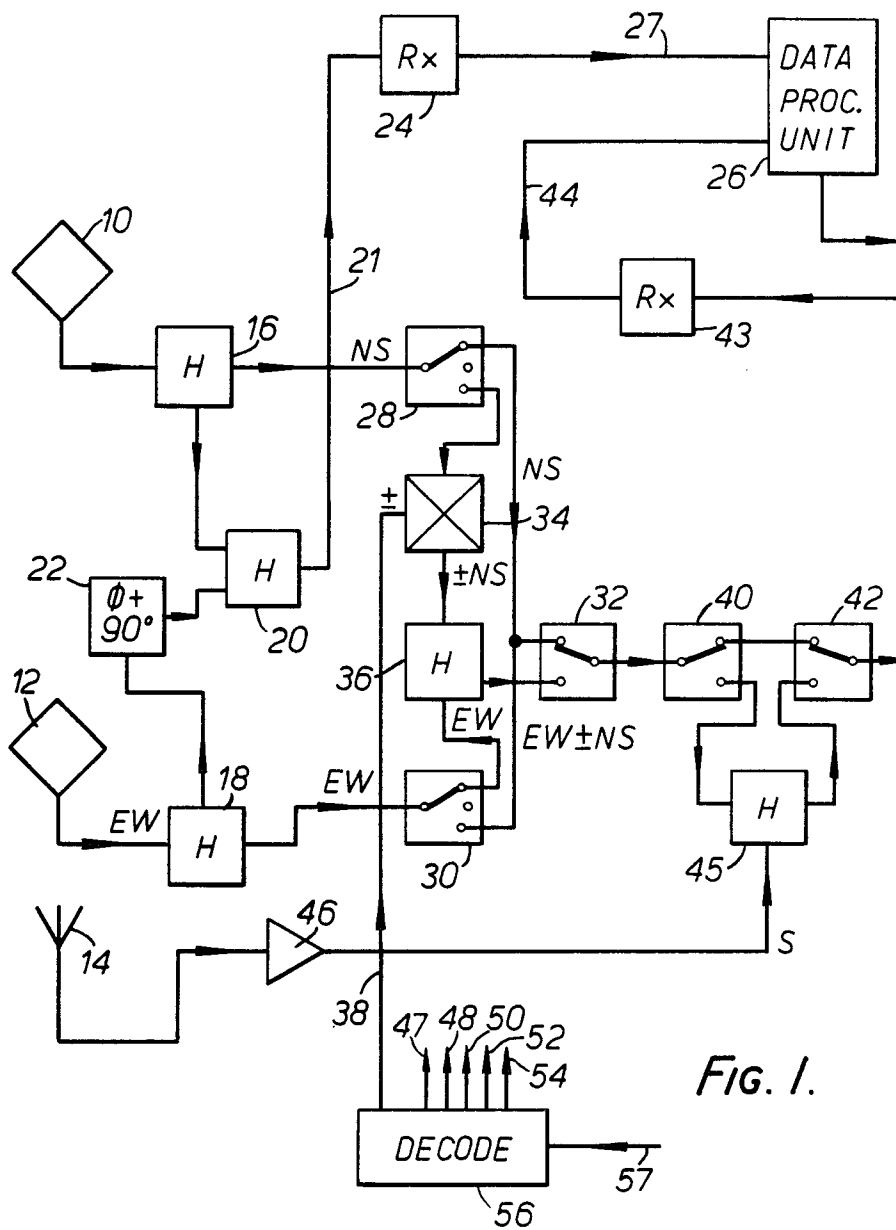 27
Rx
DATA
PROC.
UNIT
24
26
44
10
21
Rx
43
16
H
NS
28
NS
±
34
22
Φ+
90°
H
20
±NS
32
40
42
36
H
12
EW
EW±NS
18
EW
EW
H
H
30
45
46
14
S
38
47
48
50
52
54
FIG. 1.
DECODE
57
56